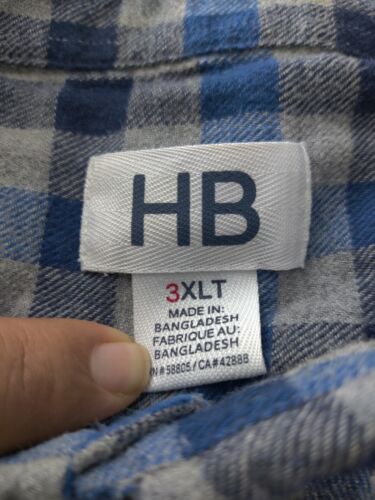 HB
3XLT
MADE IN:
BANGLADESH
FABRIQUE AU:
BANGLADESH
N#58805/CA#42888